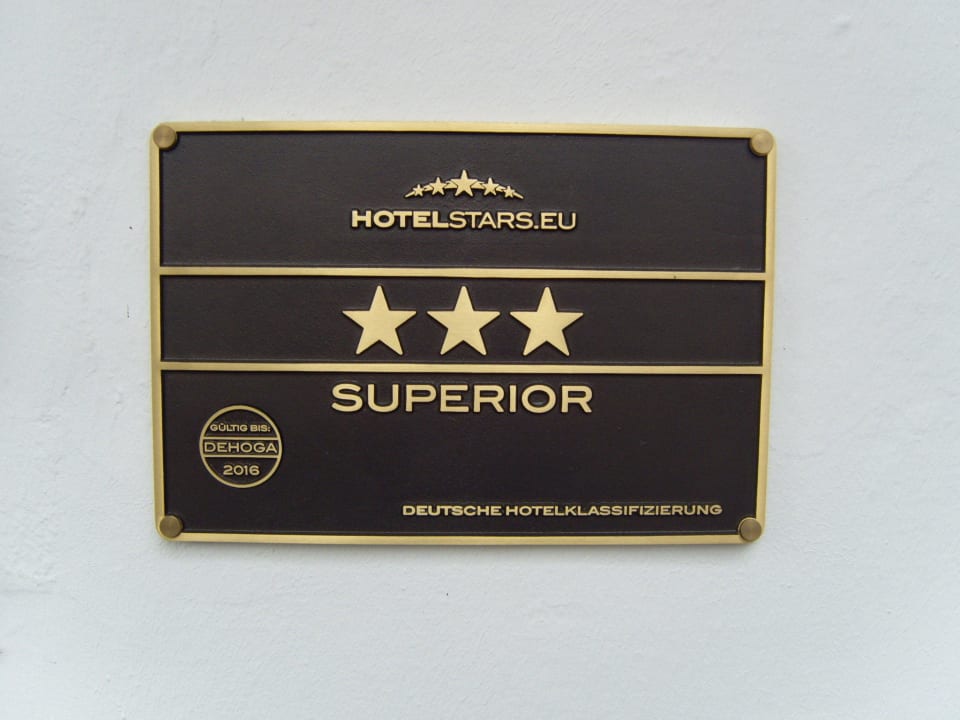 HOTELSTARS.EU
SUPERIOR
GÜLTIG BIS:
DEHOGA
2016
DEUTSCHE HOTELKLASSIFIZIERUNG